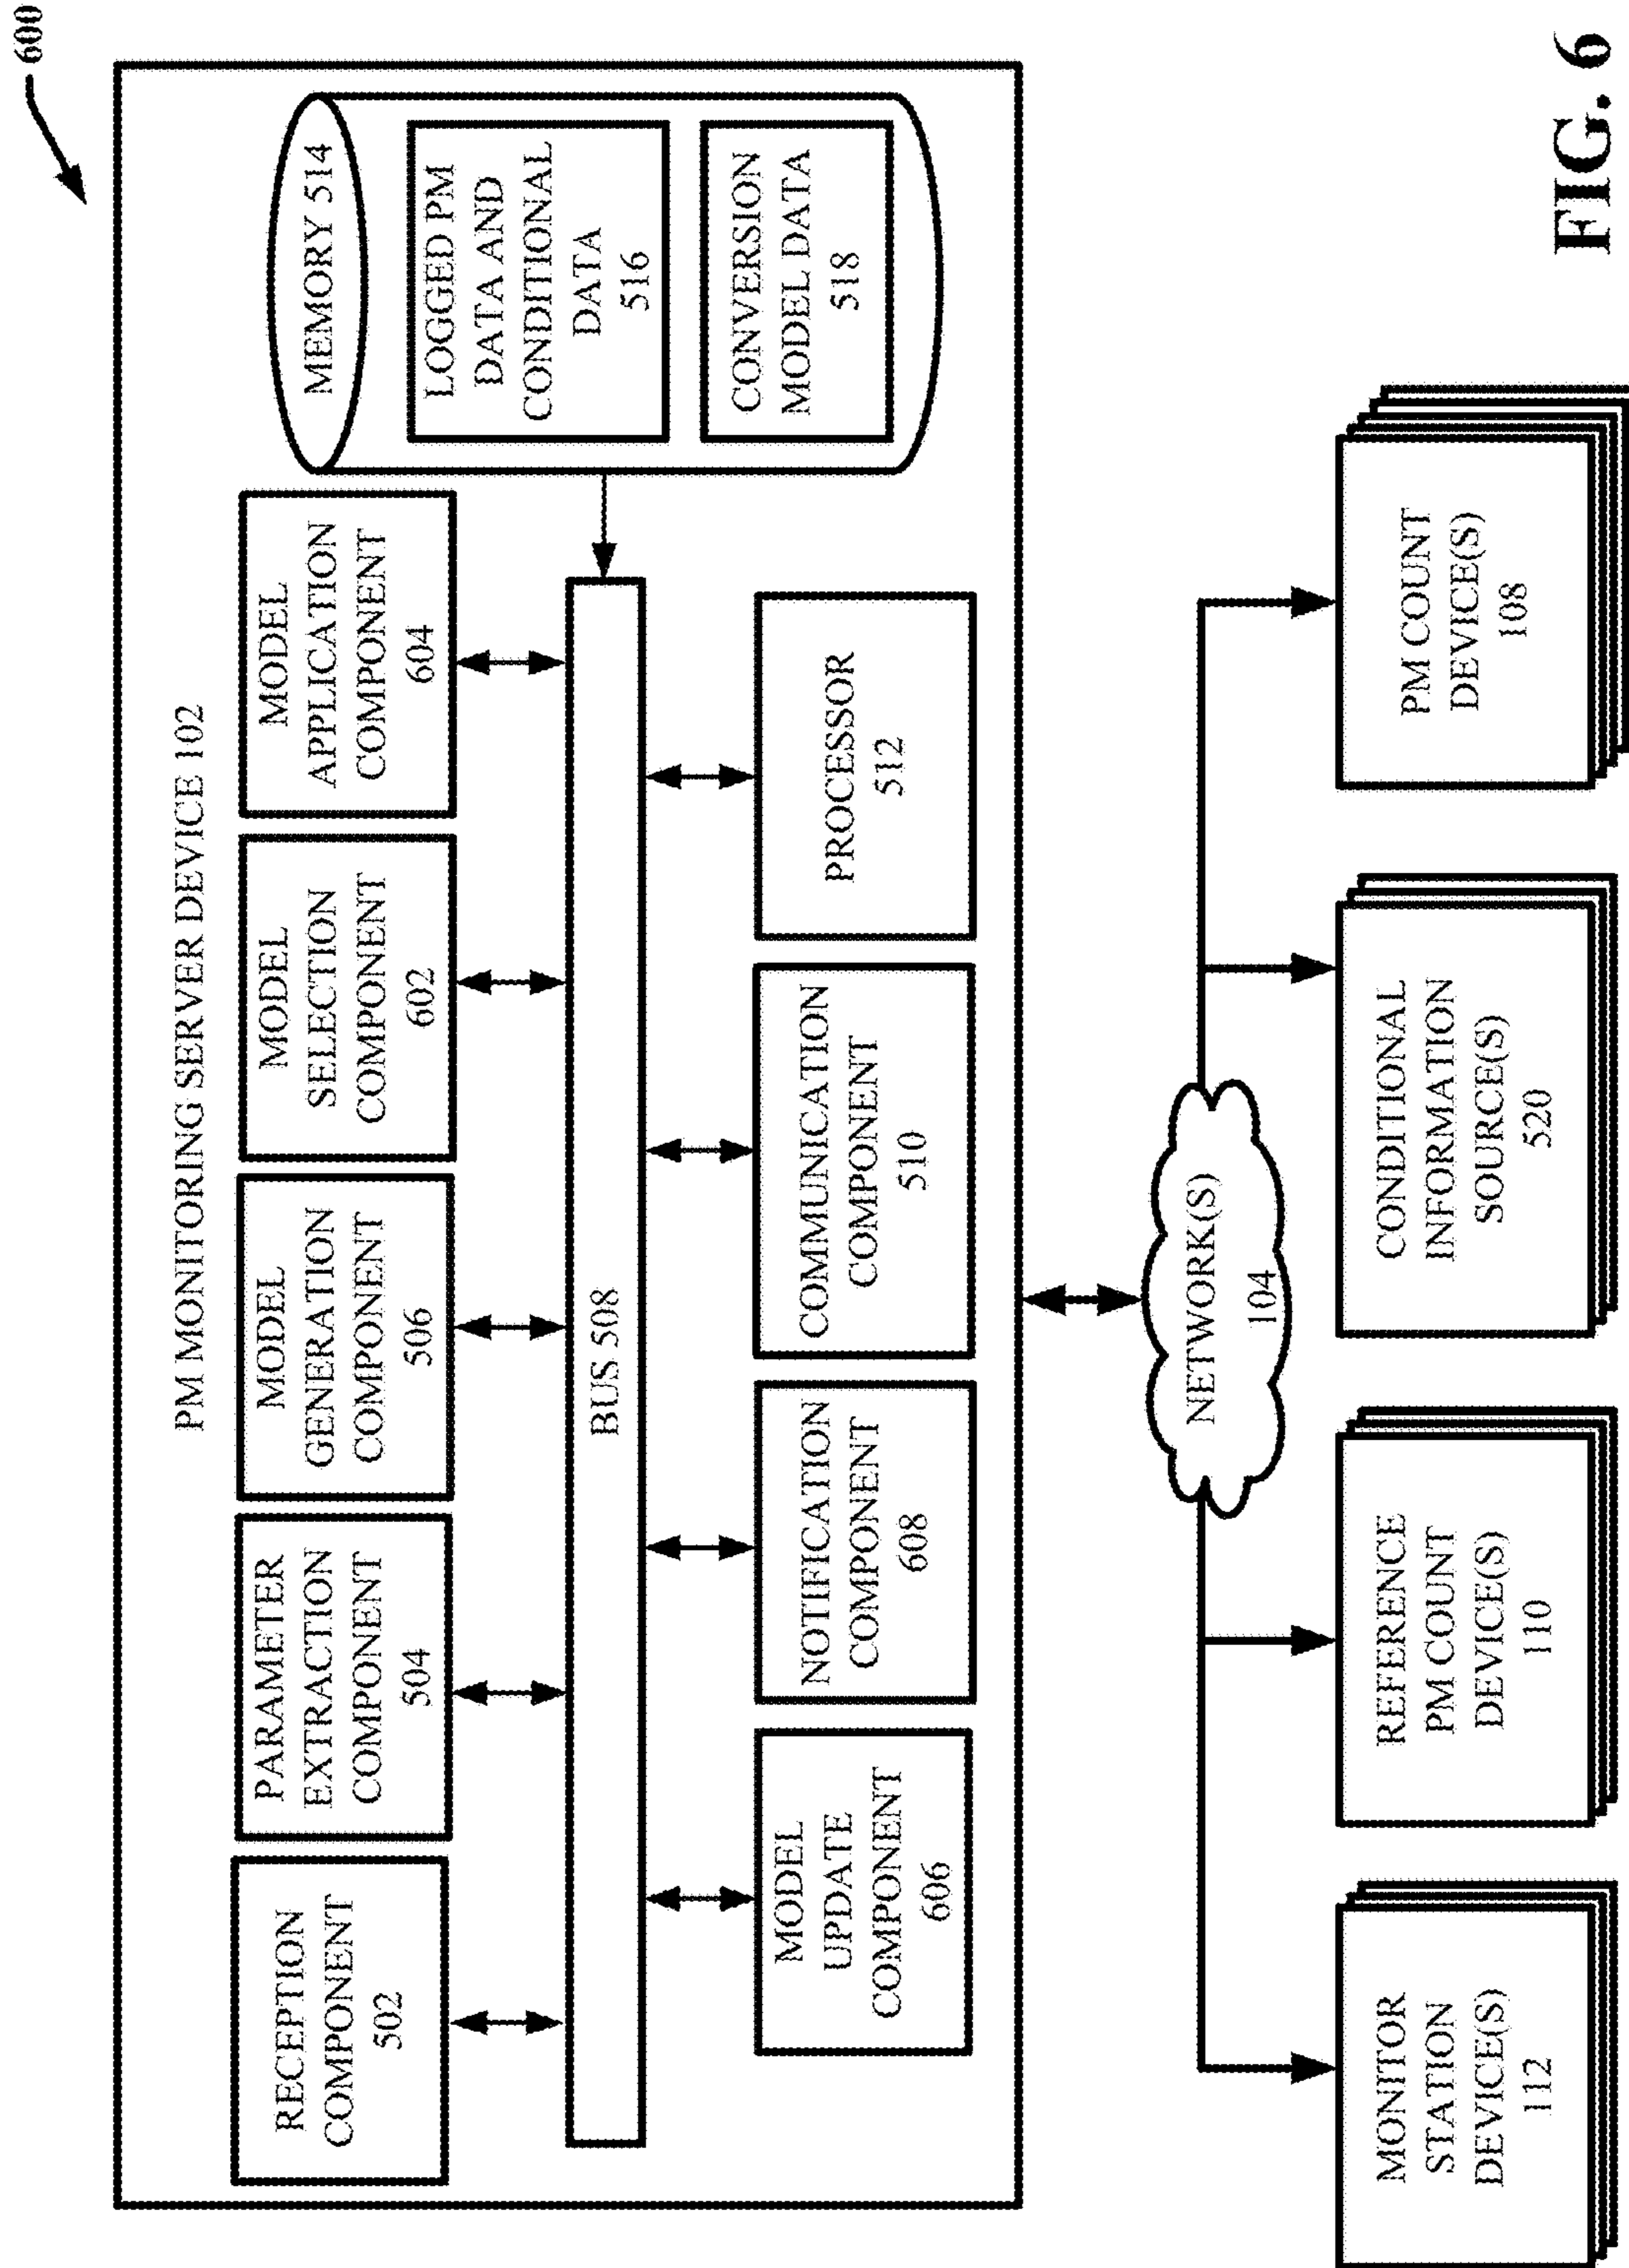 600
PM MONITORING SERVER DEVICE 102
RECEPTION
COMPONENT
502
PARAMETER
EXTRACTION
COMPONENT
504
MODEL
GENERATION
COMPONENT
506
MODEL
SELECTION
COMPONENT
602
MODEL
APPLICATION
COMPONENT
604
MEMORY 514
LOGGED PM
DATA AND
CONDITIONAL
DATA
516
CONVERSION
MODEL DATA
518
BUS 508
MODEL
UPDATE
COMPONENT
606
NOTIFICATION
COMPONENT
608
COMMUNICATION
COMPONENT
510
PROCESSOR
512
NETWORK(S)
104
MONITOR
STATION
DEVICE(S)
112
REFERENCE
PM COUNT
DEVICE(S)
110
CONDITIONAL
INFORMATION
SOURCE(S)
520
PM COUNT
DEVICE(S)
108
FIG. 6